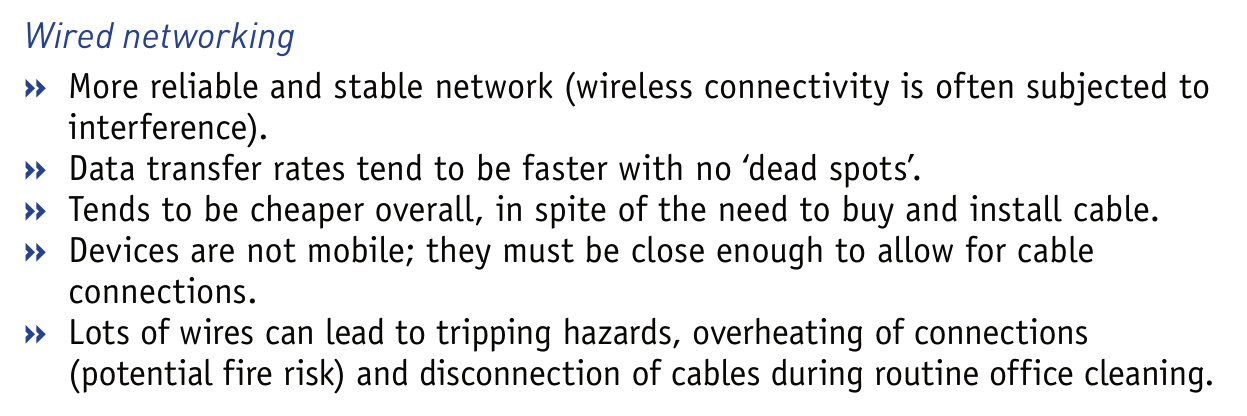 Wired networking
» More reliable and stable network (wireless connectivity is often subjected to
interference).
» Data transfer rates tend to be faster with no ‘dead spots’.
» Tends to be cheaper overall, in spite of the need to buy and install cable.
» Devices are not mobile; they must be close enough to allow for cable
connections.
» Lots of wires can lead to tripping hazards, overheating of connections
(potential fire risk) and disconnection of cables during routine office cleaning.